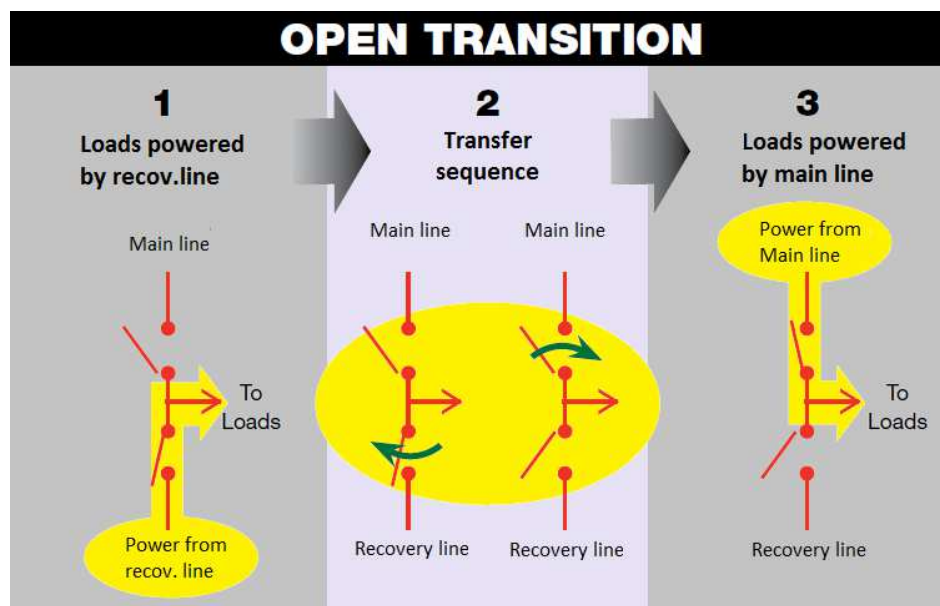 OPEN TRANSITION
1
Loads powered
by recov.line
Main line
To
Loads
Power from
recov. line
2
Transfer
sequence
Main line
Main line
Recovery line
Recovery line
3
Loads powered
by main line
Power from
Main line
To
Loads
Recovery line